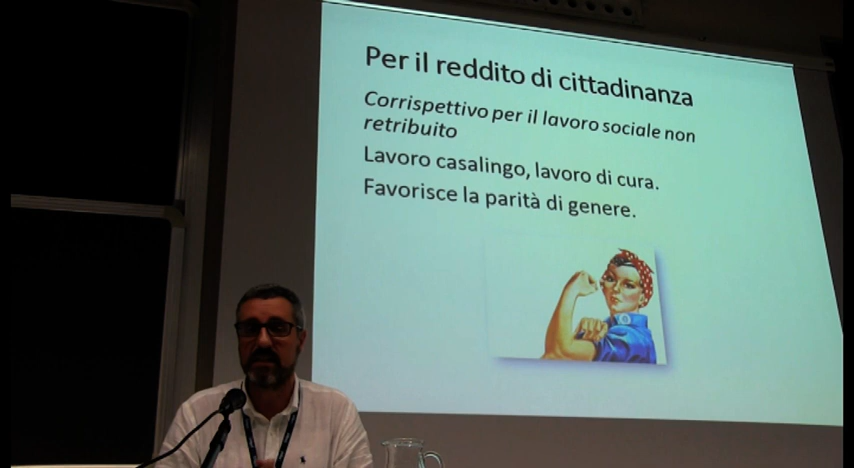 Per il reddito di cittadinanza
Corrispettivo per il lavoro sociale non
retribuito
Lavoro casalingo, lavoro di cura.
Favorisce la parità di genere.